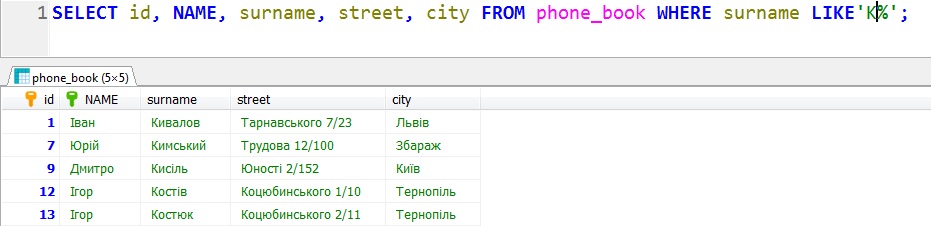 1 SELECT id, NAME, surname, street, city FROM phone_book WHERE surname LIKE'К%';
phone_book (5×5)
id NAME surname street city
1 Іван Кивалов Тарнавського 7/23 Львів
7 Юрій Кимський Трудова 12/100 Збараж
9 Дмитро Кисіль Юності 2/152 Київ
12 Ігор Костів Коцюбинського 1/10 Тернопіль
13 Ігор Костюк Коцюбинського 2/11 Тернопіль